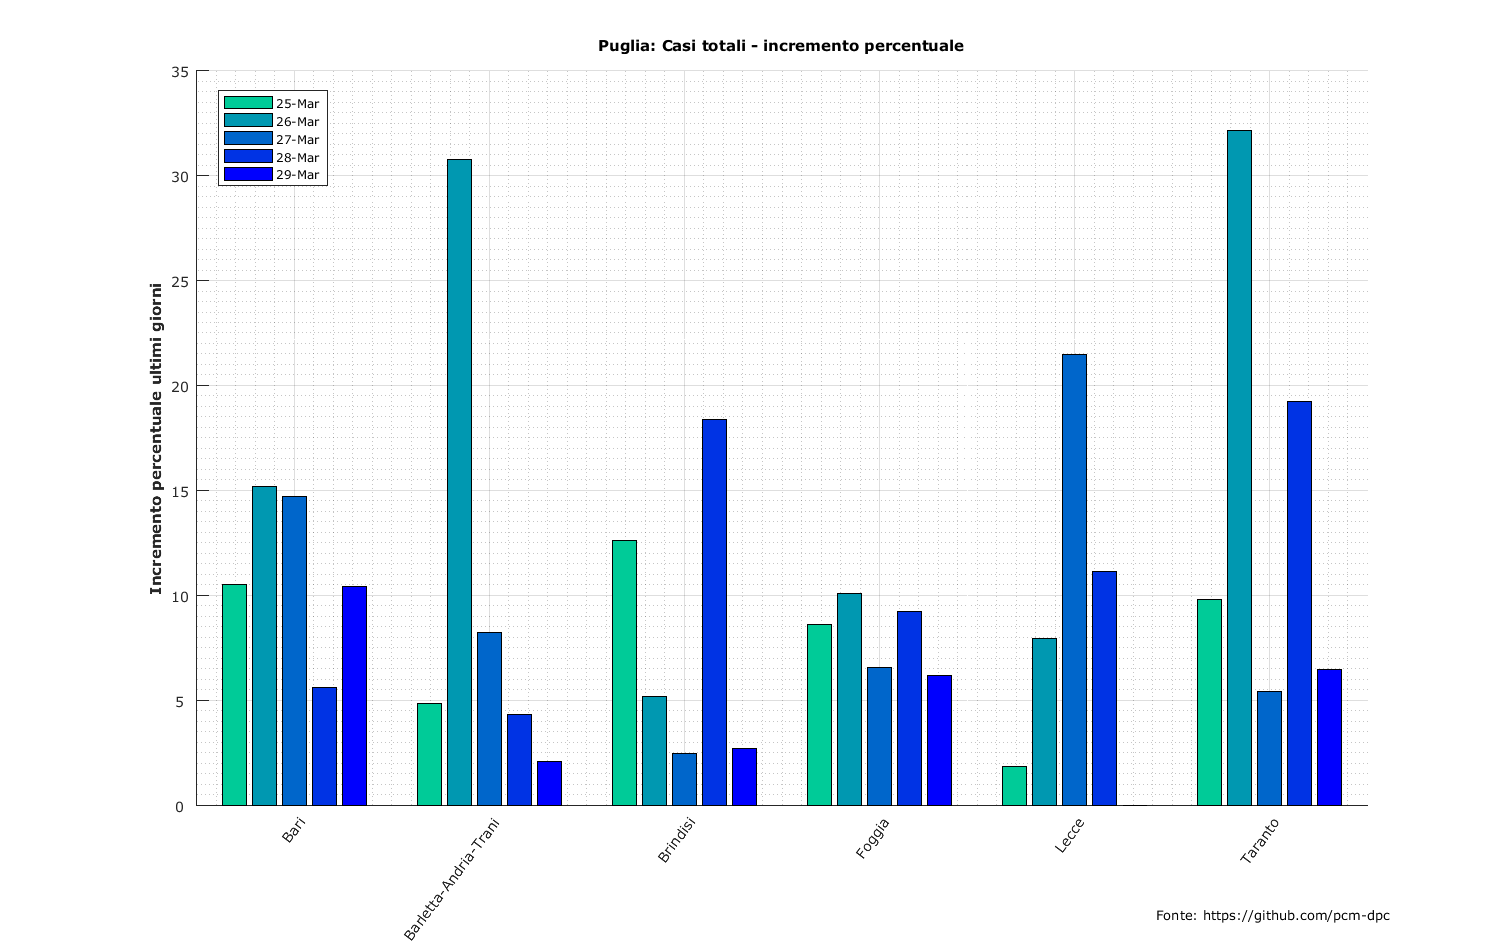 Puglia: Casi totali - incremento percentuale
35
30
25
20
15
10
5
0
Incremento percentuale ultimi giorni
25-Mar
26-Mar
27-Mar
28-Mar
29-Mar
Bari
Barletta-Andria-Trani
Brindisi
Foggia
Lecce
Taranto
Fonte: https://github.com/pcm-dpc